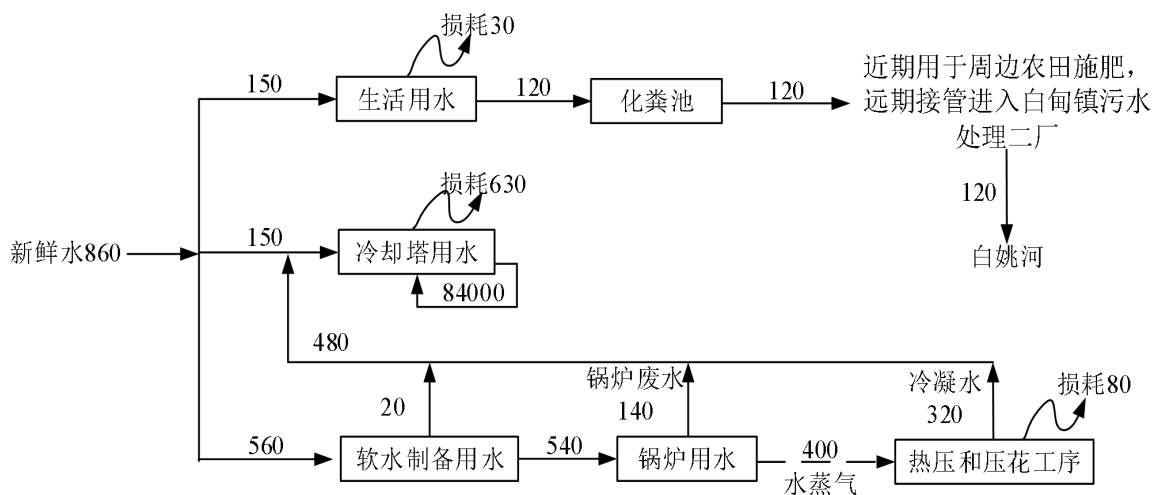 损耗30
150
生活用水
120
化粪池
120
近期用于周边农田施肥，
远期接管进入白甸镇污水
处理二厂
120
白姚河
损耗630
新鲜水860
150
冷却塔用水
84000
480
锅炉废水
冷凝水
损耗80
20
140
320
560
软水制备用水
540
锅炉用水
400
水蒸气
热压和压花工序